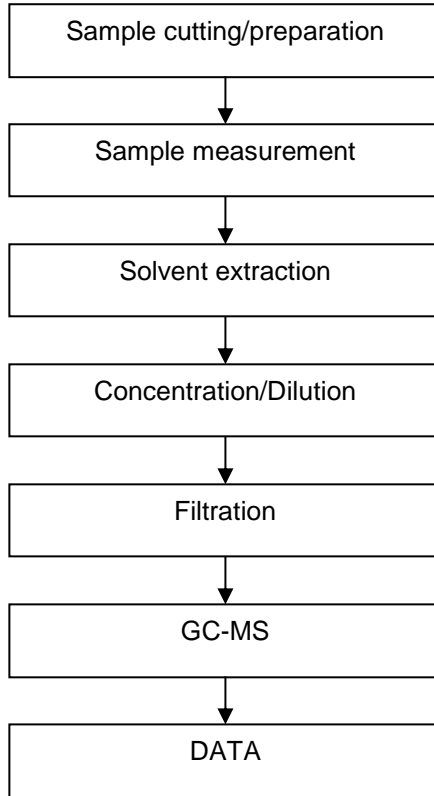 Sample cutting/preparation
Sample measurement
Solvent extraction
Concentration/Dilution
Filtration
GC-MS
DATA